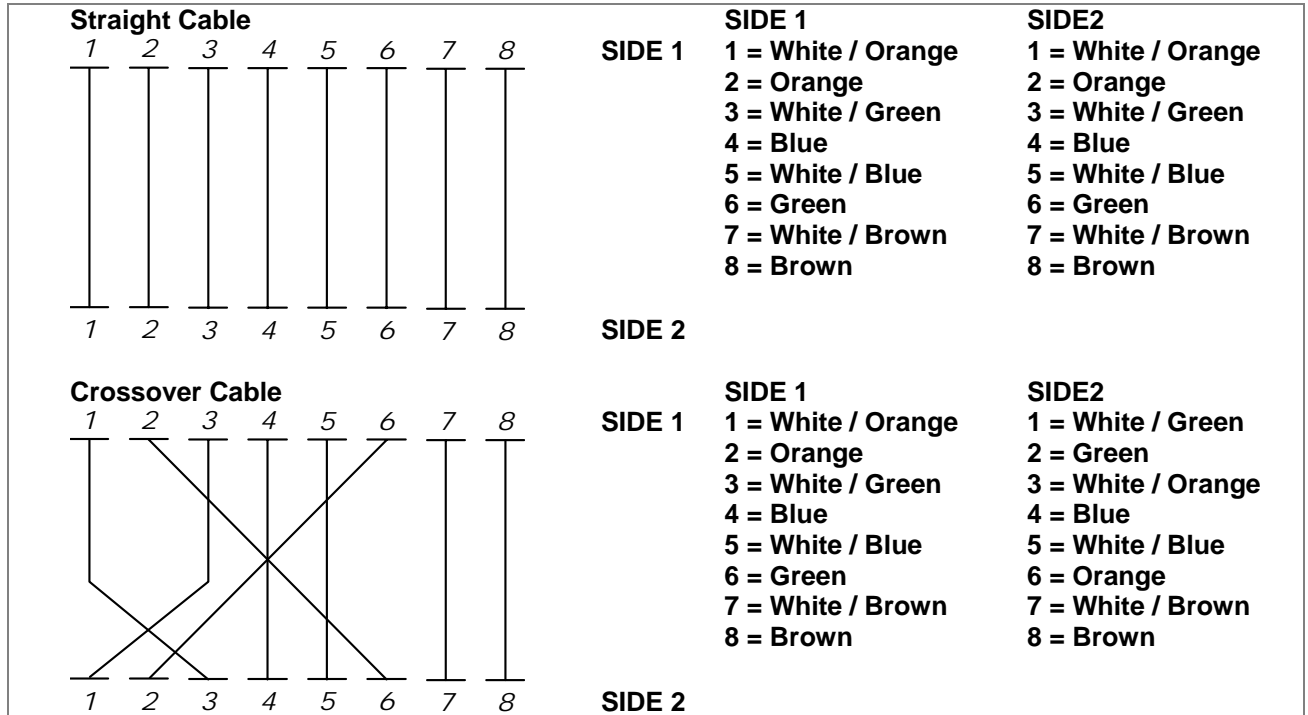 Straight Cable SIDE 1 SIDE2
1 2 3 4 5 6 7 8 SIDE 1 1 = White / Orange 1 = White / Orange
2 = Orange 2 = Orange
3 = White / Green 3 = White / Green
4 = Blue 4 = Blue
5 = White / Blue 5 = White / Blue
6 = Green 6 = Green
7 = White / Brown 7 = White / Brown
8 = Brown 8 = Brown
1 2 3 4 5 6 7 8 SIDE 2
Crossover Cable SIDE 1 SIDE2
1 2 3 4 5 6 7 8 SIDE 1 1 = White / Orange 1 = White / Green
2 = Orange 2 = Green
3 = White / Green 3 = White / Orange
4 = Blue 4 = Blue
5 = White / Blue 5 = White / Blue
6 = Green 6 = Orange
7 = White / Brown 7 = White / Brown
8 = Brown 8 = Brown
1 2 3 4 5 6 7 8 SIDE 2